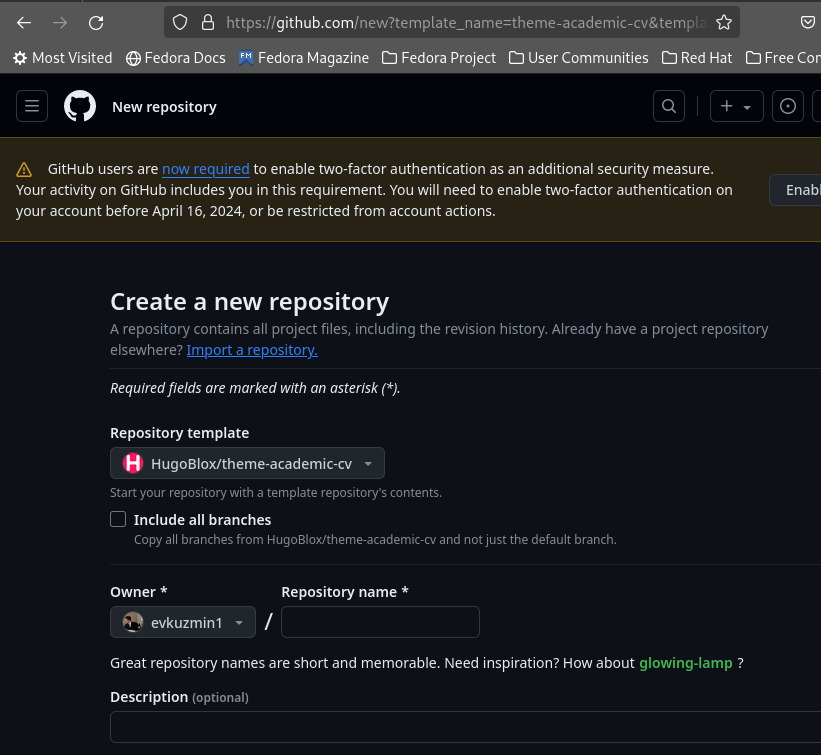 https://github.com/new?template_name=theme-academic-cv&templa
Most Visited Fedora Docs Fedora Magazine Fedora Project User Communities Red Hat Free Con
New repository
GitHub users are now required to enable two-factor authentication as an additional security measure.
Your activity on GitHub includes you in this requirement. You will need to enable two-factor authentication on
your account before April 16, 2024, or be restricted from account actions.
Enabl
Create a new repository
A repository contains all project files, including the revision history. Already have a project repository
elsewhere? Import a repository.
Required fields are marked with an asterisk (*).
Repository template
HugoBlox/theme-academic-cv
Start your repository with a template repository's contents.
Include all branches
Copy all branches from HugoBlox/theme-academic-cv and not just the default branch.
Owner * Repository name *
evkuzmin1 /
Great repository names are short and memorable. Need inspiration? How about glowing-lamp ?
Description (optional)